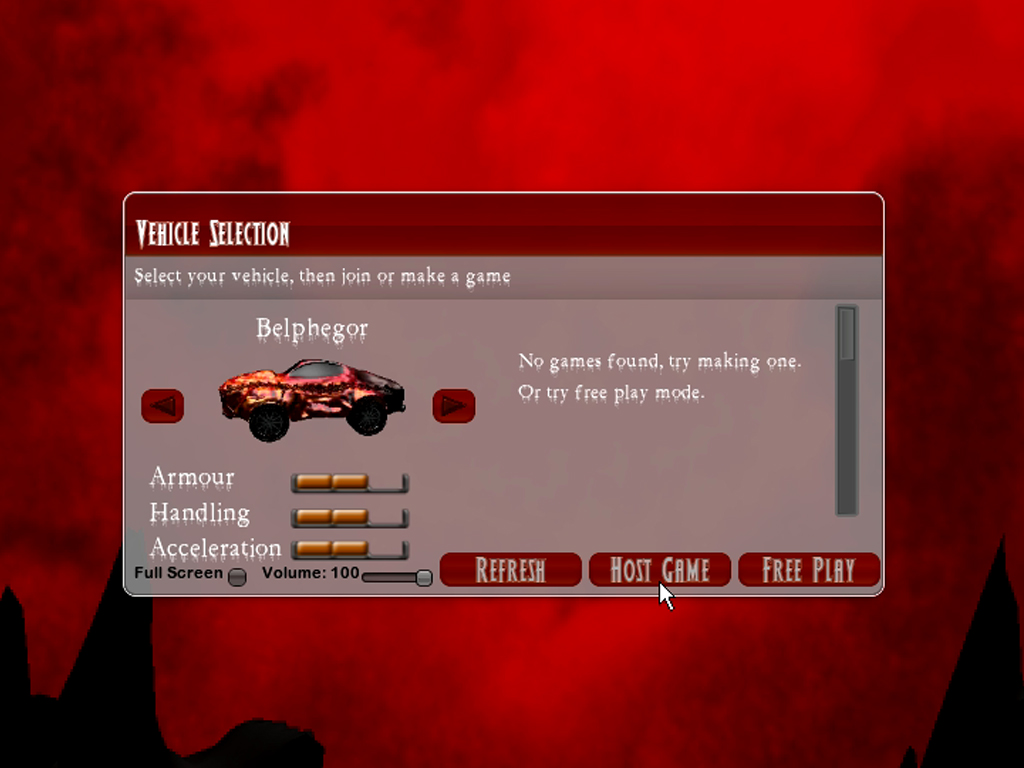 Vehicle Selection
Select your vehicle, then join or make a game
Belphegor
No games found, try making one.
Or try free play mode.
Armour
Handling
Acceleration
Full Screen
Volume: 100
Refresh
Host Game
Free Play